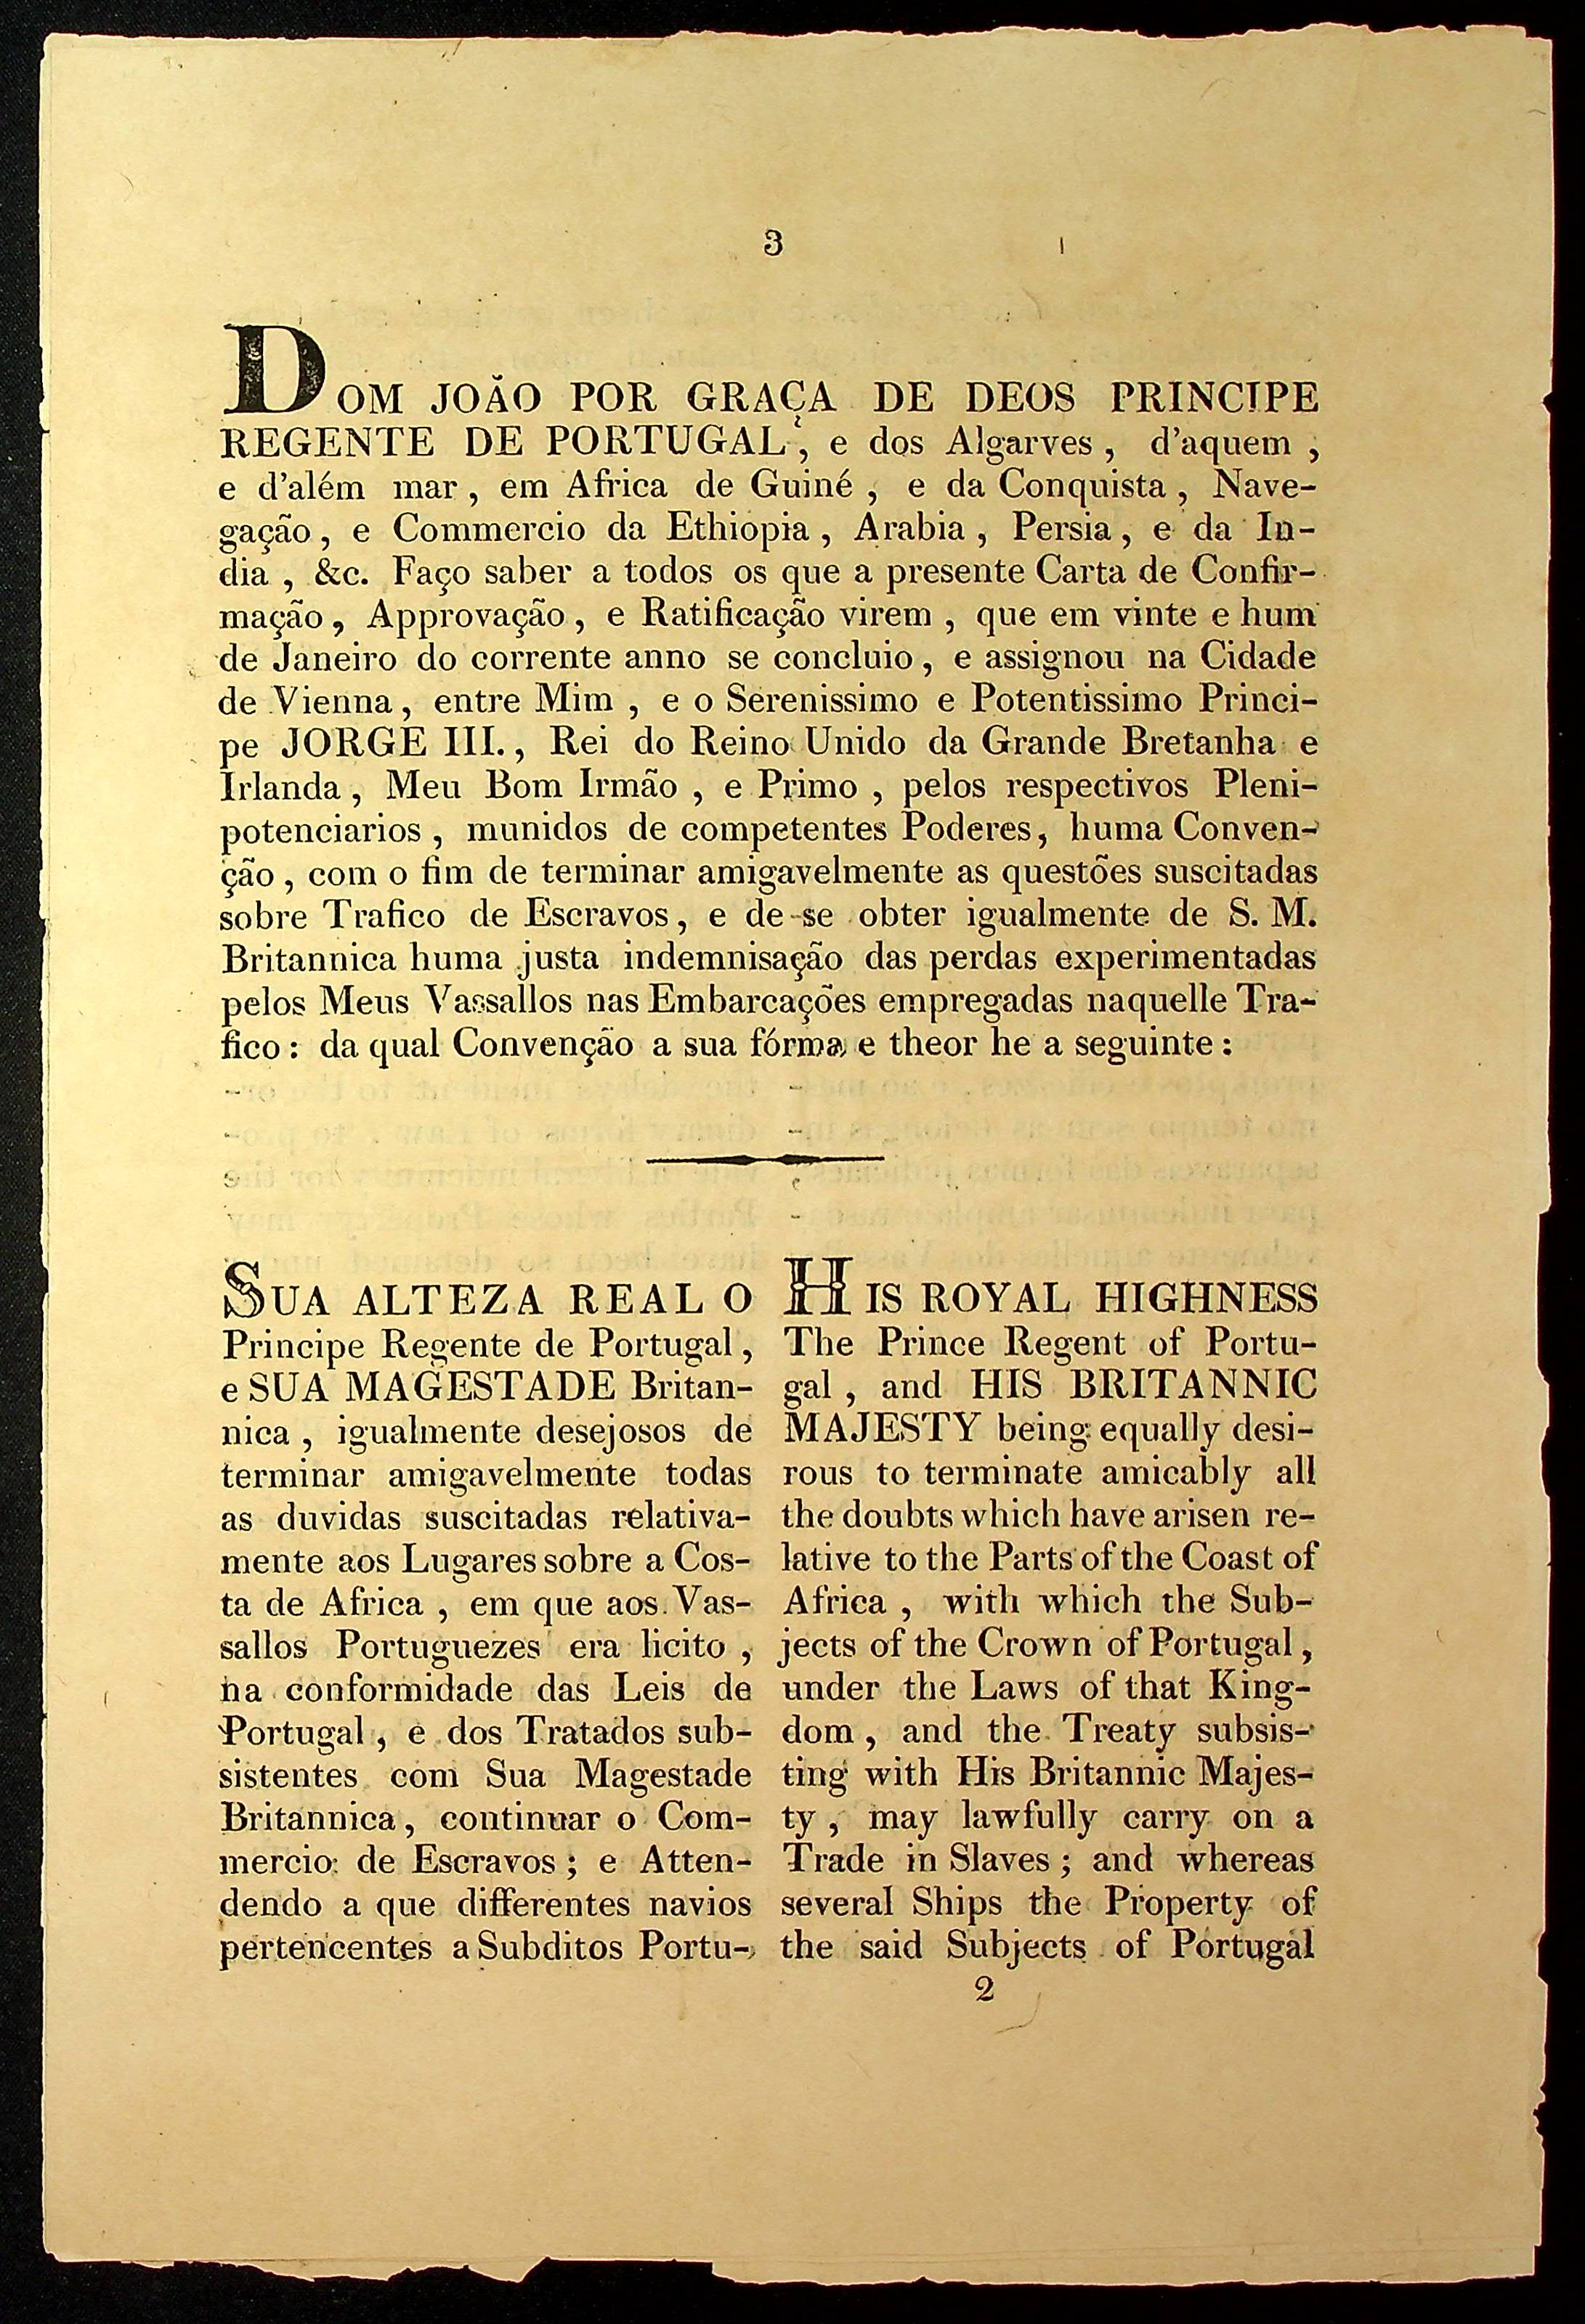 3
DOM JOÃO POR GRAÇA DE DEOS PRINCIPE
REGENTE DE PORTUGAL, e dos Algarves, d'aquem,
e d'além mar, em Africa de Guiné, e da Conquista, Nave-
gação, e Commercio da Ethiopia, Arabia, Persia, e da In-
dia, &c. Faço saber a todos os que a presente Carta de Confir-
mação, Approvação, e Ratificação virem, que em vinte e hum
de Janeiro do corrente anno se concluio, e assignou na Cidade
de Vienna, entre Mim, e o Serenissimo e Potentissimo Princi-
pe JORGE III., Rei do Reino Unido da Grande Bretanha e
Irlanda, Meu Bom Irmão, e Primo, pelos respectivos Pleni-
potenciarios, munidos de competentes Poderes, huma Conven-
ção, com o fim de terminar amigavelmente as questões suscitadas
sobre Trafico de Escravos, e de se obter igualmente de S. M.
Britannica huma justa indemnisação das perdas experimentadas
pelos Meus Vassallos nas Embarcações empregadas naquelle Tra-
fico: da qual Convenção a sua fórma e theor he a seguinte:
SUA ALTEZA REAL O
Principe Regente de Portugal,
e SUA MAGESTADE Britan-
nica, igualmente desejosos de
terminar amigavelmente todas
as duvidas suscitadas relativa-
mente aos Lugares sobre a Cos-
ta de Africa, em que aos Vas-
sallos Portuguezes era licito,
na conformidade das Leis de
Portugal, e dos Tratados sub-
sistentes com Sua Magestade
Britannica, continuar o Com-
mercio de Escravos; e Atten-
dendo a que differentes navios
pertencentes a Subditos Portu-
HIS ROYAL HIGHNESS
The Prince Regent of Portu-
gal, and HIS BRITANNIC
MAJESTY being equally desi-
rous to terminate amicably all
the doubts which have arisen re-
lative to the Parts of the Coast of
Africa, with which the Sub-
jects of the Crown of Portugal,
under the Laws of that King-
dom, and the Treaty subsis-
ting with His Britannic Majes-
ty, may lawfully carry on a
Trade in Slaves; and whereas
several Ships the Property of
the said Subjects of Portugal
2